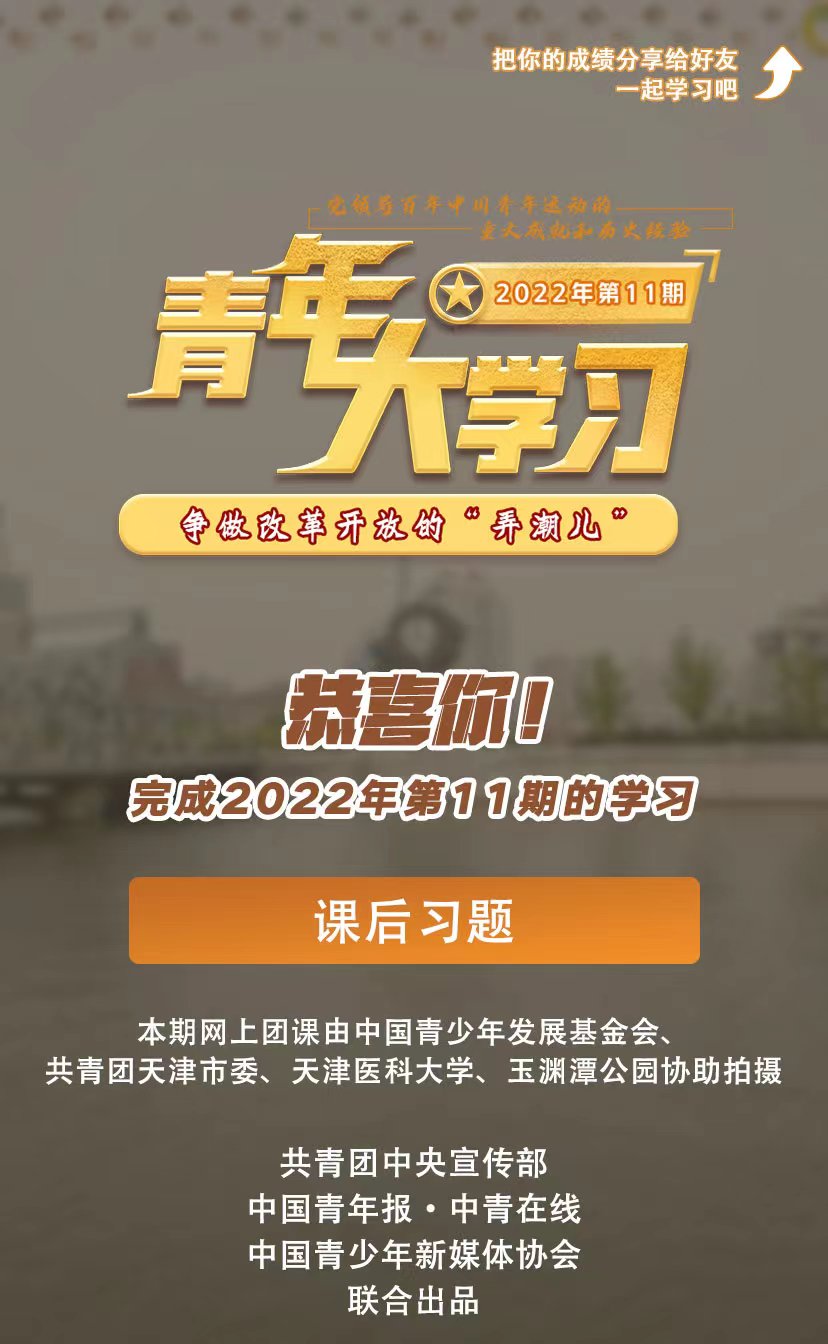 把你的成绩分享给好友
一起学习吧
党领导百年中国青年运动的
重大成就和历史经验
青年大学习
2022年第11期
争做改革开放的“弄潮儿”
恭喜你！
完成2022年第11期的学习
课后习题
本期网上团课由中国青少年发展基金会、
共青团天津市委、天津医科大学、玉渊潭公园协助拍摄
共青团中央宣传部
中国青年报·中青在线
中国青少年新媒体协会
联合出品